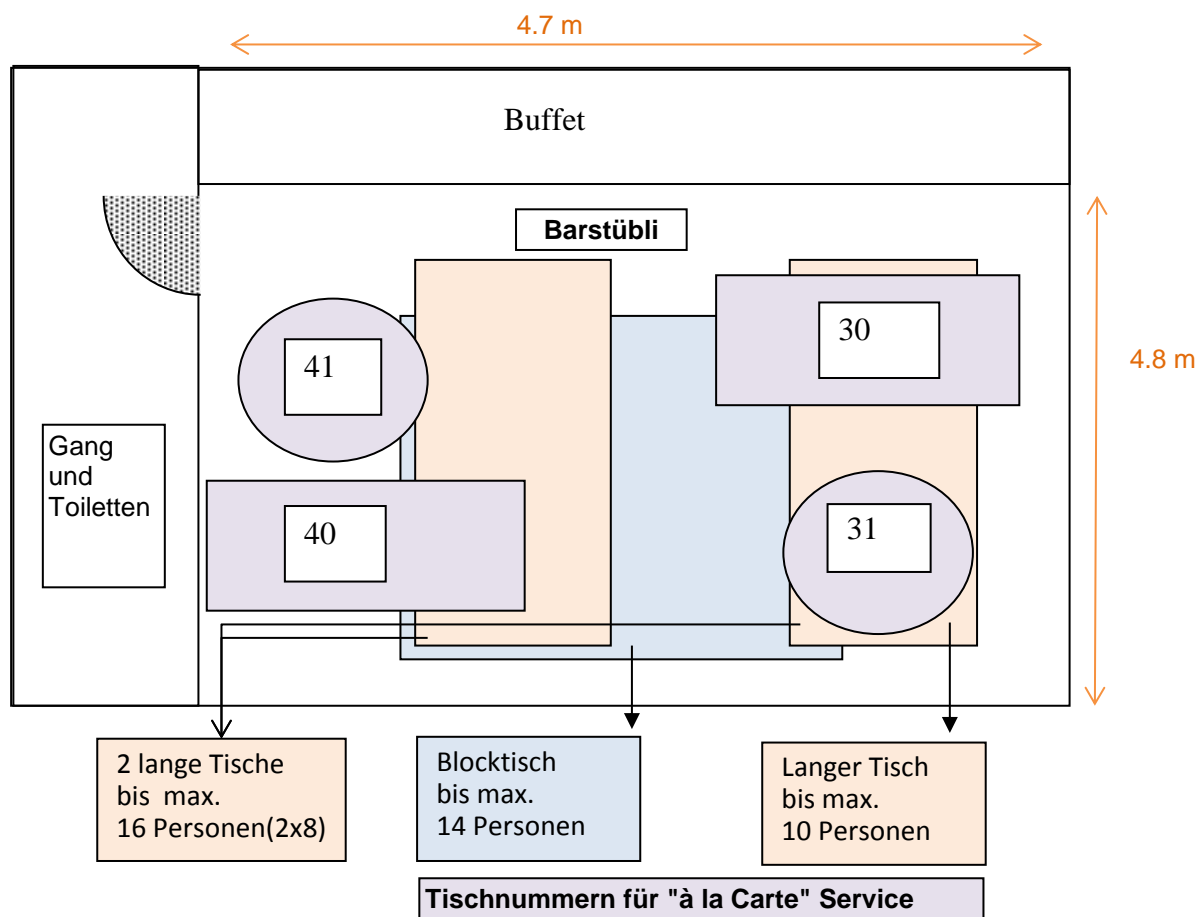 4.7 m
Buffet
Barstübli
4.8 m
30
41
Gang
und
Toiletten
40
31
2 lange Tische
bis max.
16 Personen(2x8)
Blocktisch
bis max.
14 Personen
Langer Tisch
bis max.
10 Personen
Tischnummern für "à la Carte" Service